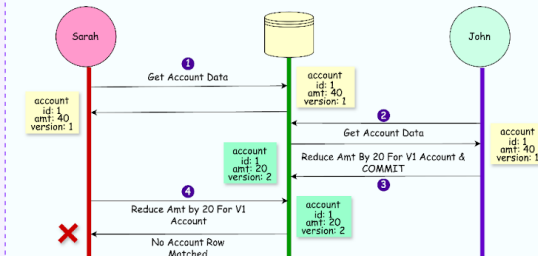 Sarah
John
1
Get Account Data
account
id: 1
amt: 40
version: 1
account
id: 1
amt: 40
version: 1
2
Get Account Data
account
id: 1
amt: 40
version: 1
account
id: 1
amt: 20
version: 2
Reduce Amt By 20 For V1 Account &
COMMIT
3
4
Reduce Amt by 20 For V1
Account
account
id: 1
amt: 20
version: 2
No Account Row
Matched